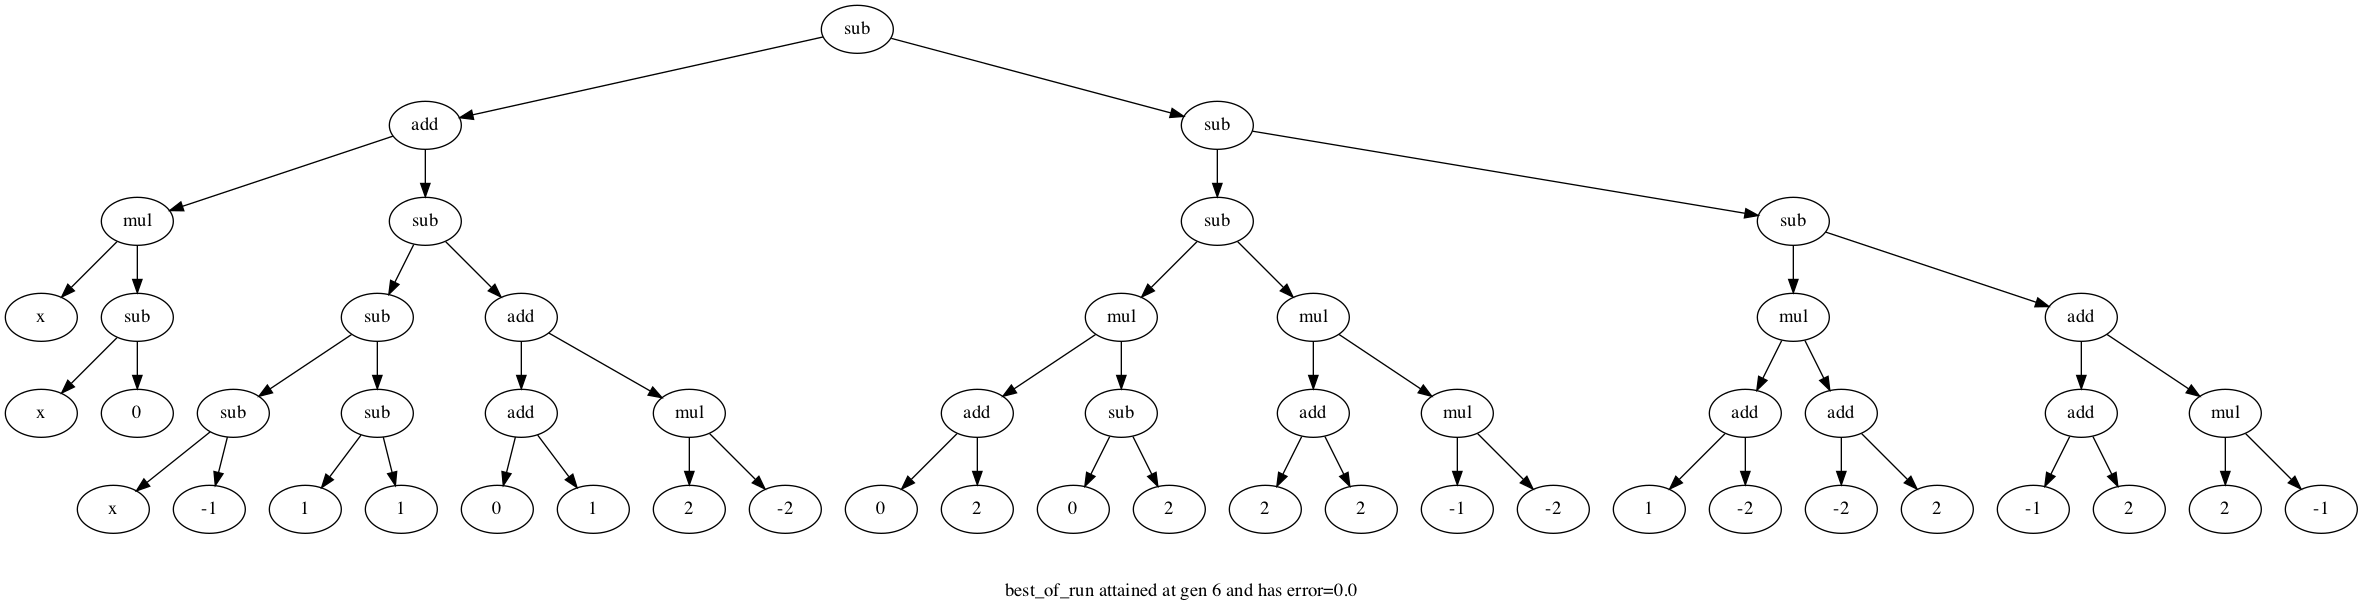 sub
add sub
mul sub sub sub
x sub sub add mul mul mul add
x 0 sub sub add mul add sub add mul add add add mul
x -1 1 1 0 1 2 -2 0 2 0 2 2 2 -1 -2 1 -2 -2 2 -1 2 2 -1
best_of_run attained at gen 6 and has error=0.0